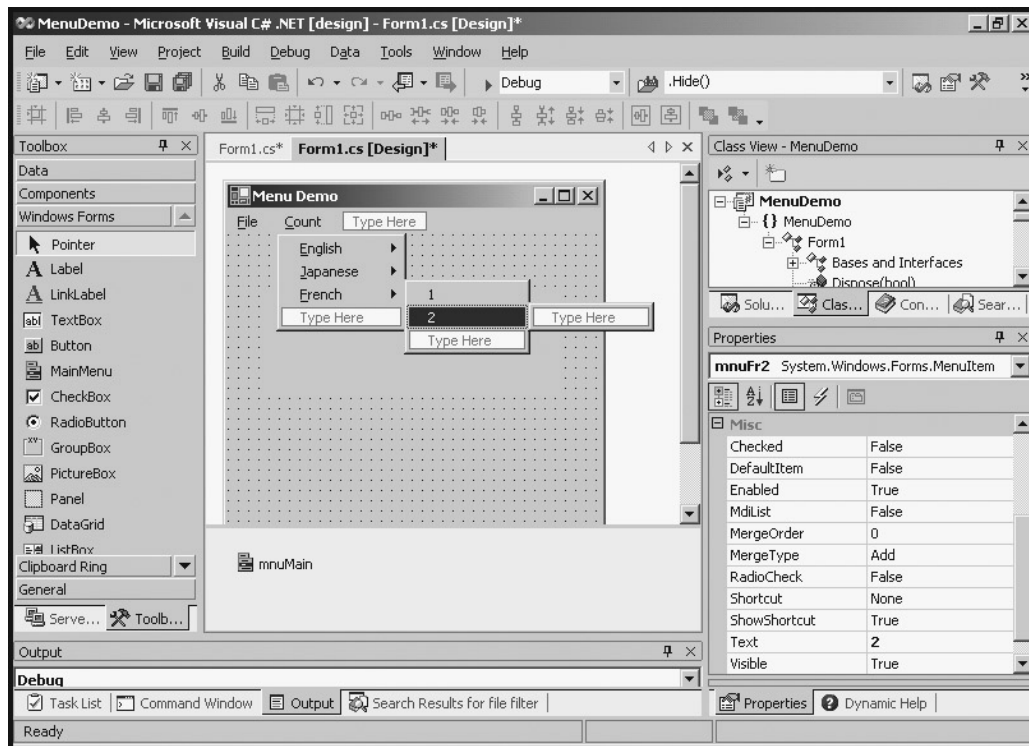 MenuDemo - Microsoft Visual C# .NET [design] - Form1.cs [Design]*
File Edit View Project Build Debug Data Tools Window Help
Debug .Hide()
Toolbox
Data
Components
Windows Forms
Pointer
Label
LinkLabel
TextBox
Button
MainMenu
CheckBox
RadioButton
GroupBox
PictureBox
Panel
DataGrid
ListBox
Clipboard Ring
General
Serve... Toolb...
Form1.cs* Form1.cs [Design]*
Menu Demo
File Count Type Here
English
Japanese
French
Type Here
1
2
Type Here
Type Here
mnuMain
Class View - MenuDemo
MenuDemo
{} MenuDemo
Form1
Bases and Interfaces
Dispose(bool)
Solu... Clas... Con... Sear...
Properties
mnuFr2 System.Windows.Forms.MenuItem
Misc
Checked False
DefaultItem False
Enabled True
MdiList False
MergeOrder 0
MergeType Add
RadioCheck False
Shortcut None
ShowShortcut True
Text 2
Visible True
Properties Dynamic Help
Output
Debug
Task List Command Window Output Search Results for file filter
Ready